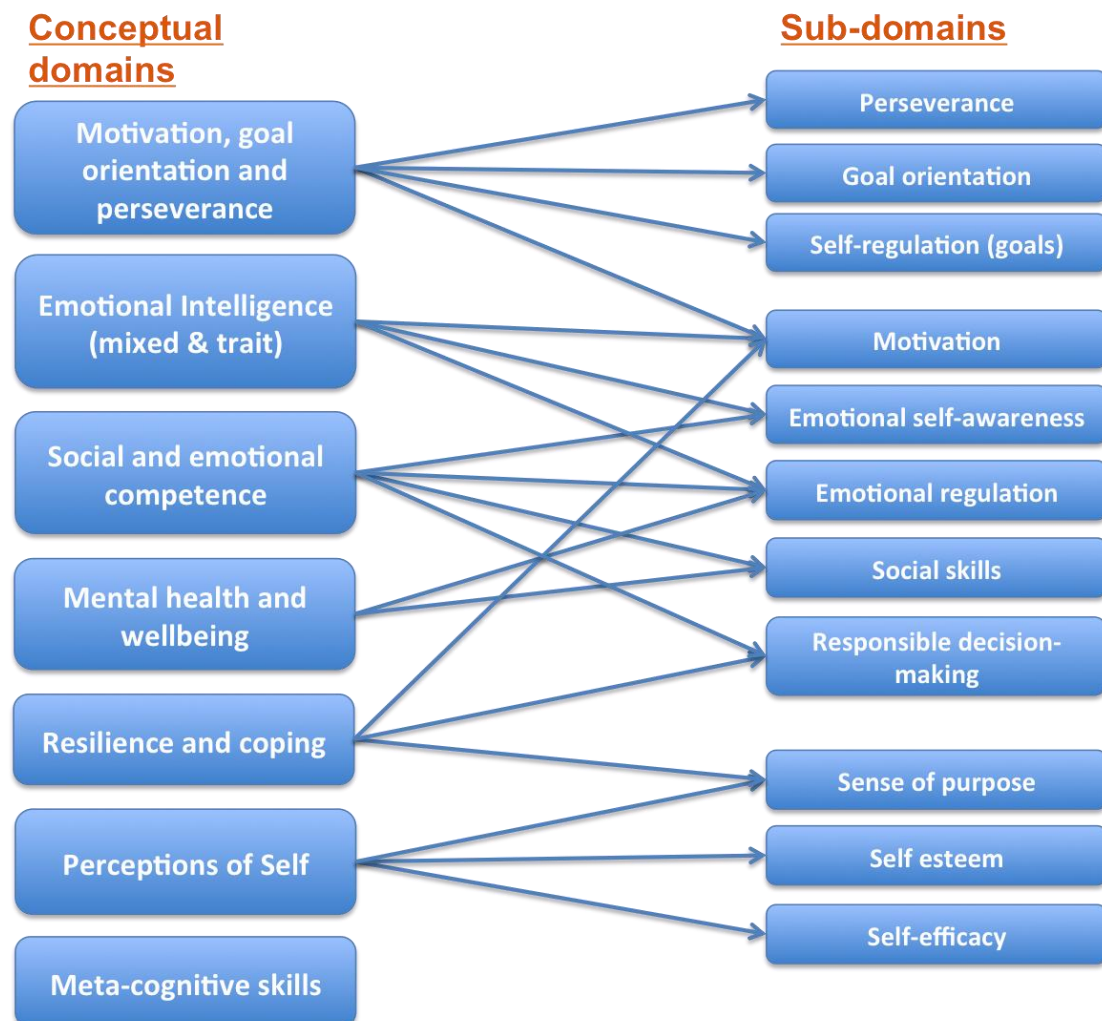 Conceptual
domains
Motivation, goal
orientation and
perseverance
Emotional Intelligence
(mixed & trait)
Social and emotional
competence
Mental health and
wellbeing
Resilience and coping
Perceptions of Self
Meta-cognitive skills
Sub-domains
Perseverance
Goal orientation
Self-regulation (goals)
Motivation
Emotional self-awareness
Emotional regulation
Social skills
Responsible decision-
making
Sense of purpose
Self esteem
Self-efficacy